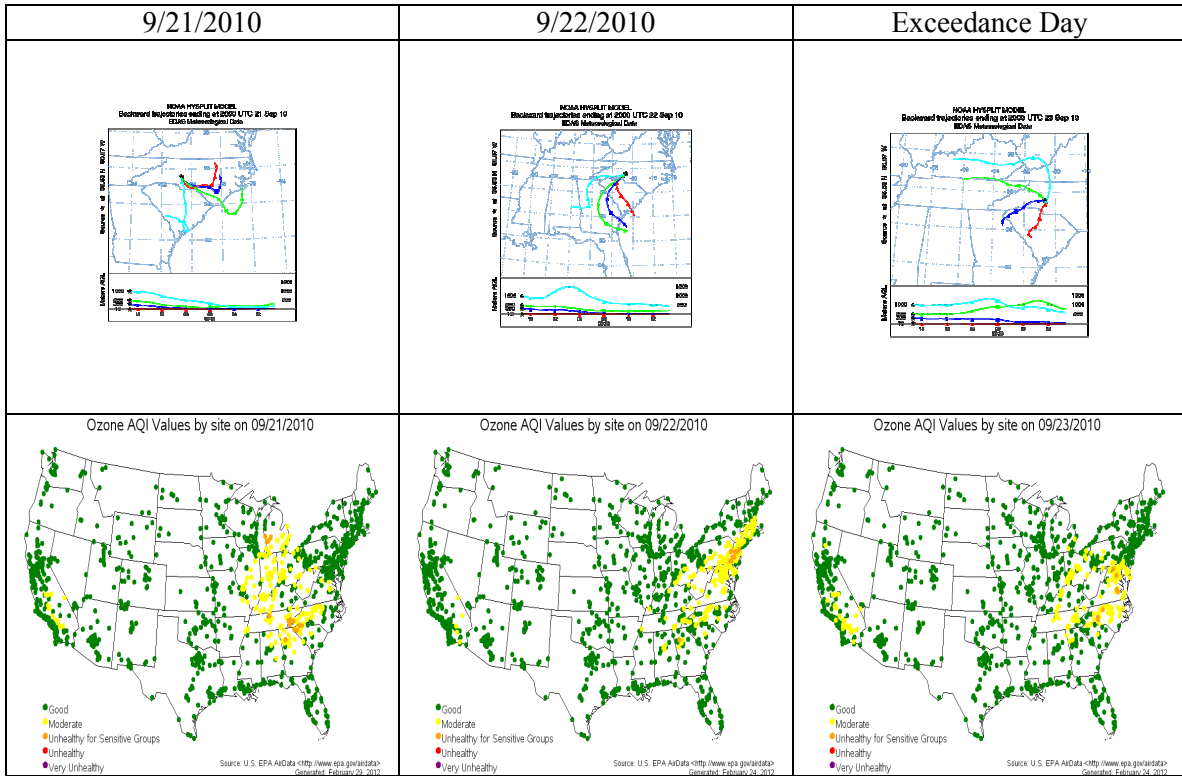 9/21/2010
9/22/2010
Exceedance Day
NOAA HYSPLIT MODEL
Backward trajectories ending at 2000 UTC 21 Sep 10
EDAS Meteorological Data
NOAA HYSPLIT MODEL
Backward trajectories ending at 2000 UTC 22 Sep 10
EDAS Meteorological Data
NOAA HYSPLIT MODEL
Backward trajectories ending at 2000 UTC 23 Sep 10
EDAS Meteorological Data
Meters AGL
Meters AGL
Meters AGL
Ozone AQI Values by site on 09/21/2010
Good
Moderate
Unhealthy for Sensitive Groups
Unhealthy
Very Unhealthy
Source: U.S. EPA AirData <http://www.epa.gov/airdata>
Generated: February 29, 2012
Ozone AQI Values by site on 09/22/2010
Good
Moderate
Unhealthy for Sensitive Groups
Unhealthy
Very Unhealthy
Source: U.S. EPA AirData <http://www.epa.gov/airdata>
Generated: February 24, 2012
Ozone AQI Values by site on 09/23/2010
Good
Moderate
Unhealthy for Sensitive Groups
Unhealthy
Very Unhealthy
Source: U.S. EPA AirData <http://www.epa.gov/airdata>
Generated: February 24, 2012